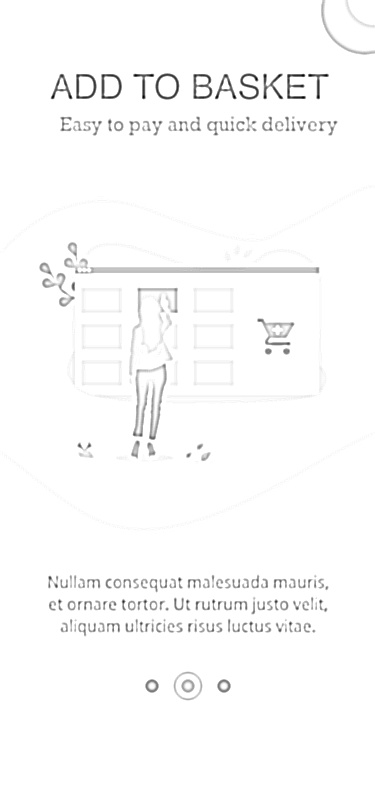 ADD TO BASKET
Easy to pay and quick delivery
Nullam consequat malesuada mauris,
et ornare tortor. Ut rutrum justo velit,
aliquam ultricies risus luctus vitae.